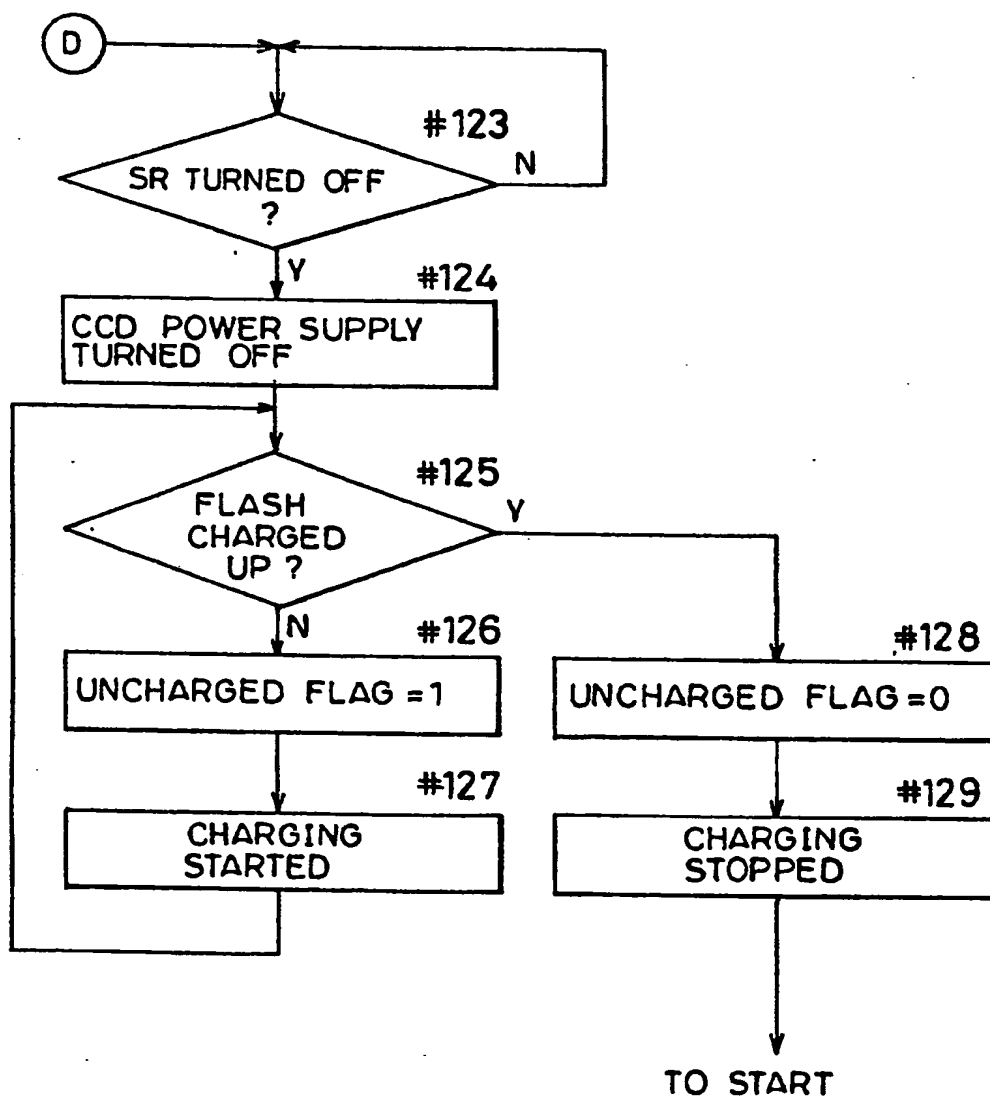 D
#123
SR TURNED OFF
?
N
Y
#124
CCD POWER SUPPLY
TURNED OFF
#125
FLASH
CHARGED
UP ?
Y
N
#126
UNCHARGED FLAG = 1
#127
CHARGING
STARTED
#128
UNCHARGED FLAG = 0
#129
CHARGING
STOPPED
TO START